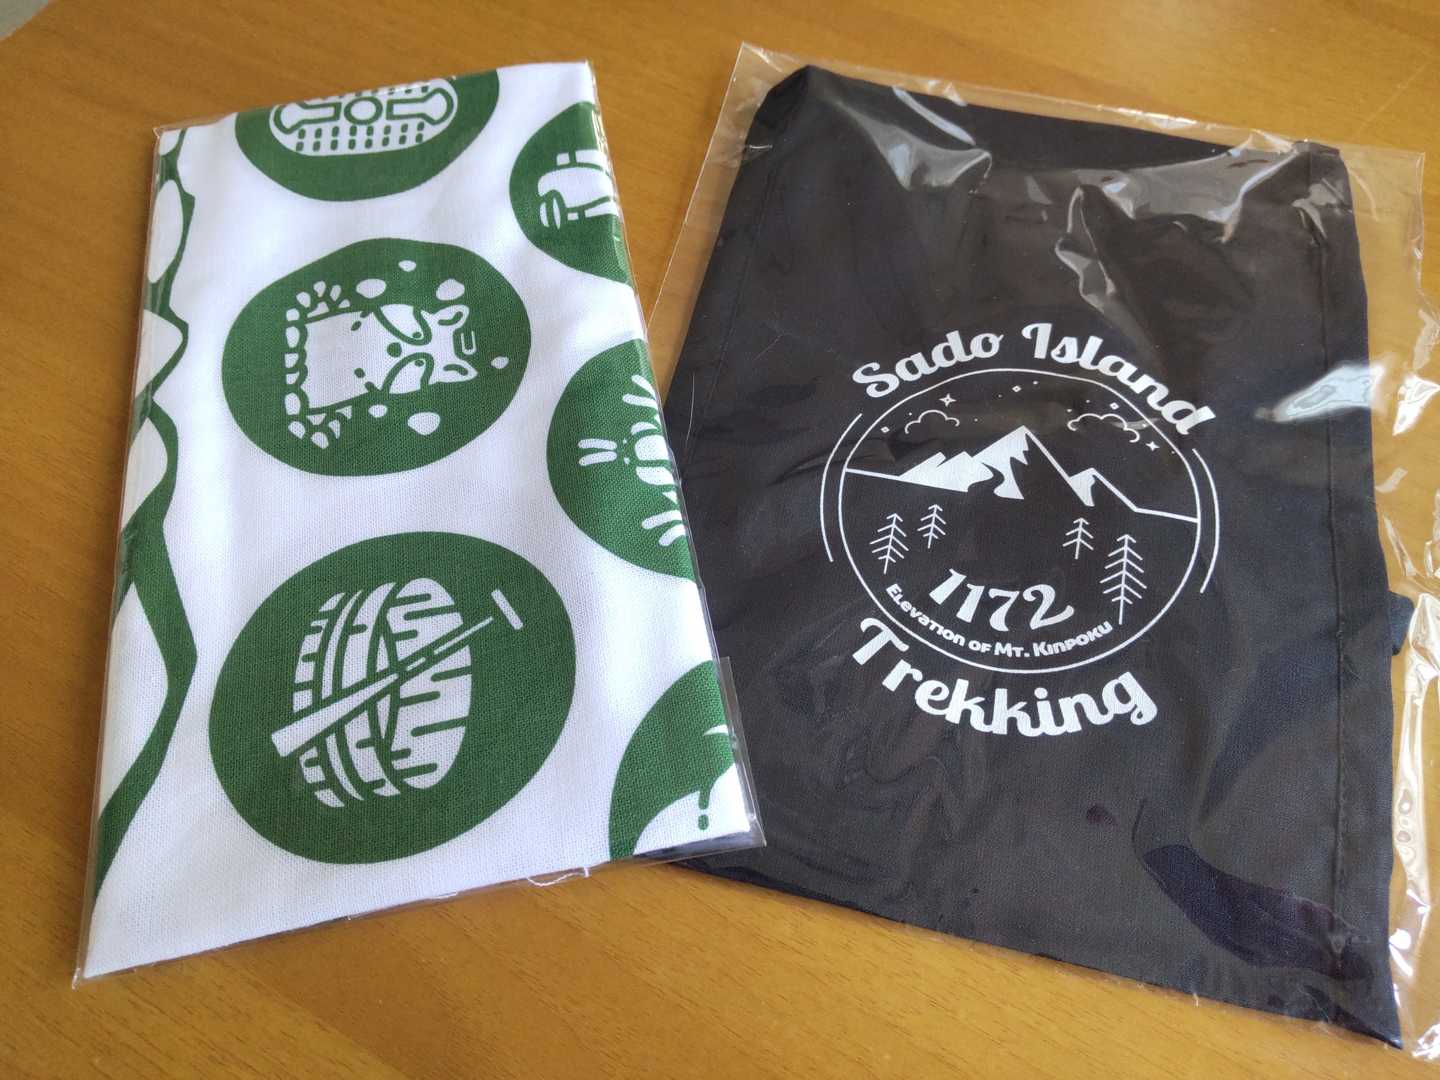 Sado Island
1172
Elevation of Mt. Kinpoku
Trekking